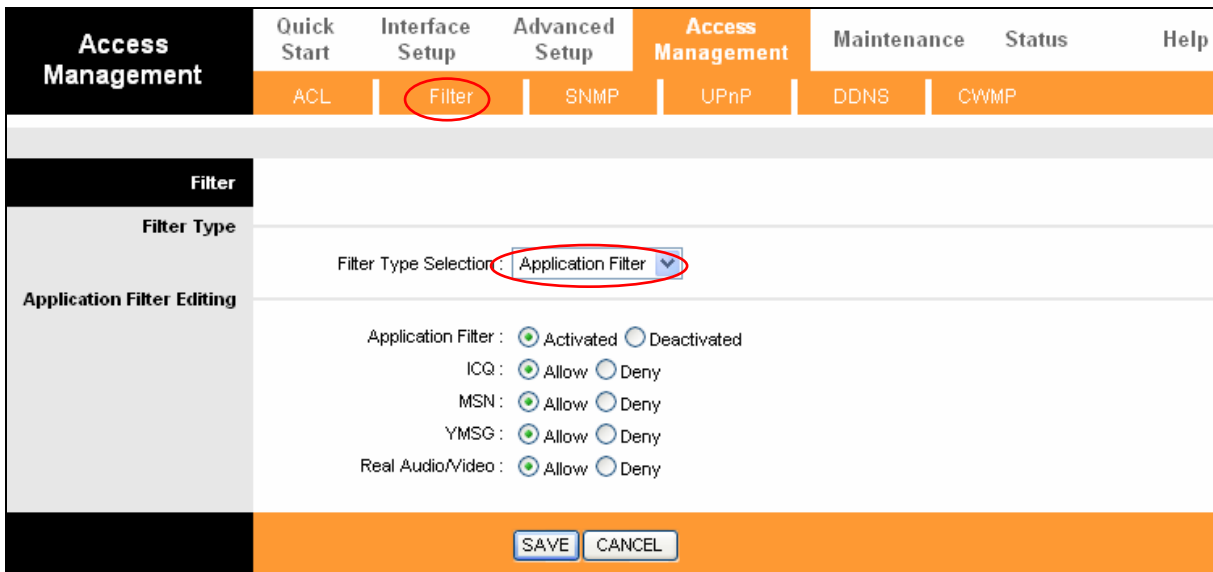 Access Management
Quick Start
Interface Setup
Advanced Setup
Access Management
Maintenance
Status
Help
ACL
Filter
SNMP
UPnP
DDNS
CWMP
Filter
Filter Type
Filter Type Selection : Application Filter
Application Filter Editing
Application Filter : Activated Deactivated
ICQ : Allow Deny
MSN : Allow Deny
YMSG : Allow Deny
Real Audio/Video : Allow Deny
SAVE CANCEL